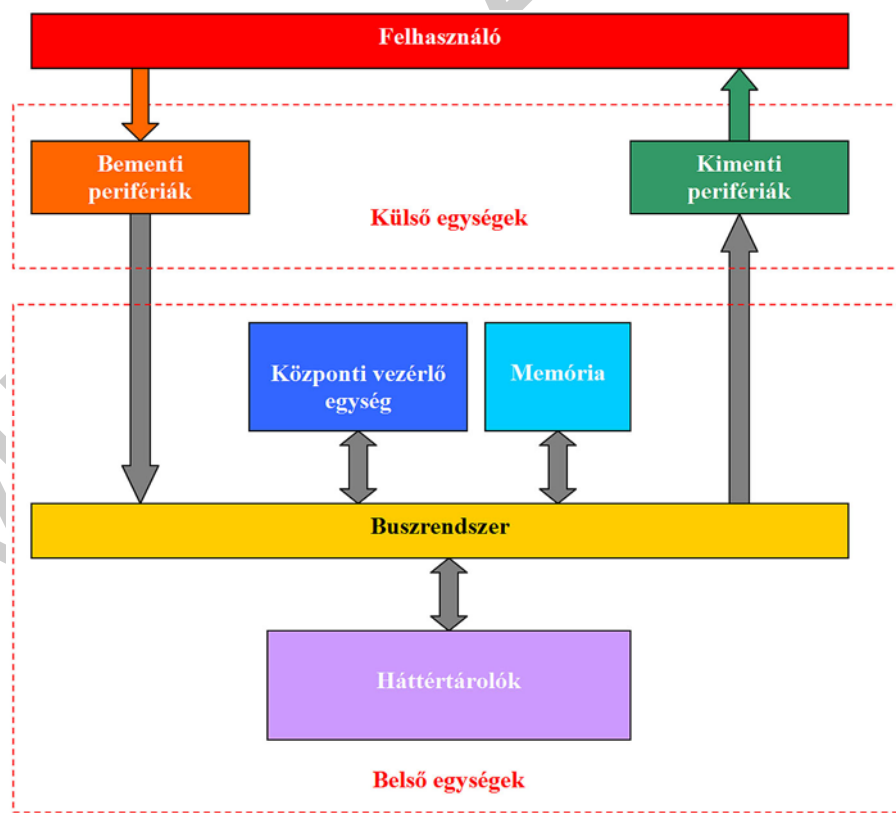 Felhasználó
Bementi
perifériák
Kimenti
perifériák
Külső egységek
Központi vezérlő
egység
Memória
Buszrendszer
Háttértárolók
Belső egységek